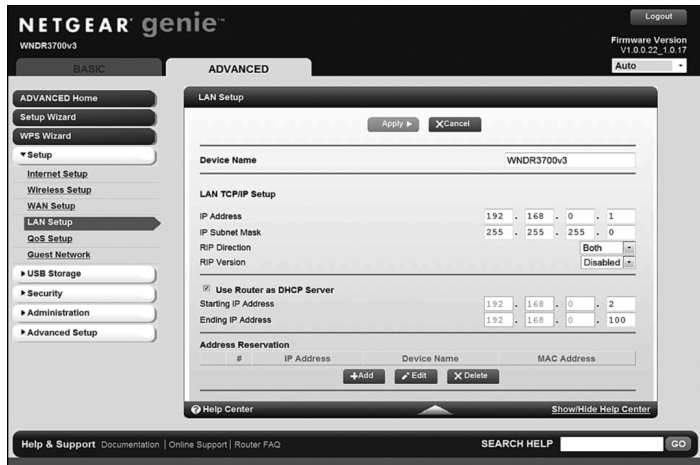 NETGEAR genie™
WNDR3700v3
Logout
Firmware Version
V1.0.0.22_1.0.17
Auto
BASIC
ADVANCED
ADVANCED Home
Setup Wizard
WPS Wizard
Setup
Internet Setup
Wireless Setup
WAN Setup
LAN Setup
QoS Setup
Guest Network
USB Storage
Security
Administration
Advanced Setup
LAN Setup
Apply
Cancel
Device Name WNDR3700v3
LAN TCP/IP Setup
IP Address 192 . 168 . 0 . 1
IP Subnet Mask 255 . 255 . 255 . 0
RIP Direction Both
RIP Version Disabled
Use Router as DHCP Server
Starting IP Address 192 . 168 . 0 . 2
Ending IP Address 192 . 168 . 0 . 100
Address Reservation
# IP Address Device Name MAC Address
Add Edit Delete
Help Center Show/Hide Help Center
Help & Support Documentation | Online Support | Router FAQ
SEARCH HELP GO